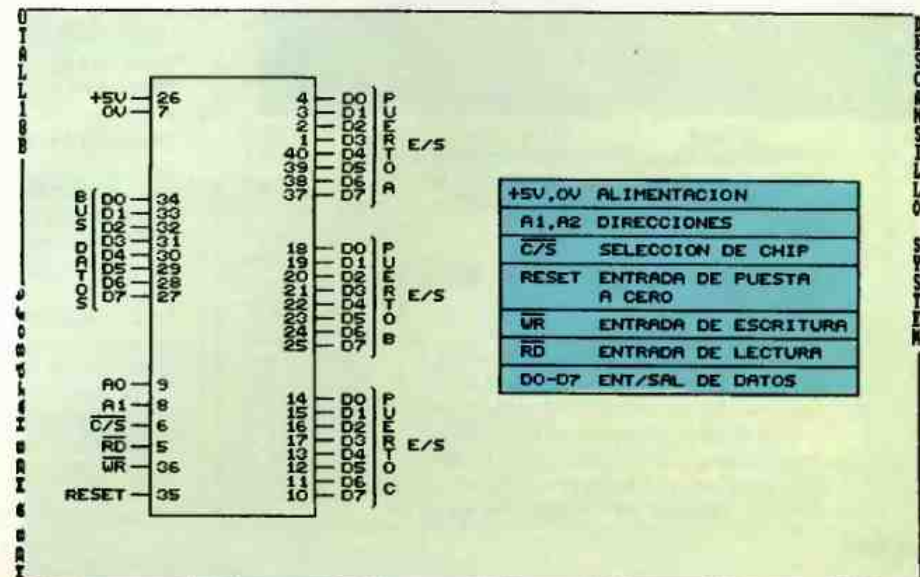 +5V 26
0V 7
BUS DATOS
D0 34
D1 33
D2 32
D3 31
D4 30
D5 29
D6 28
D7 27
A0 9
A1 8
C/S 6
RD 5
WR 36
RESET 35
4 D0
3 D1
2 D2
1 D3
40 D4
39 D5
38 D6
37 D7
PUERTO A
E/S
18 D0
19 D1
20 D2
21 D3
22 D4
23 D5
24 D6
25 D7
PUERTO B
E/S
14 D0
15 D1
16 D2
17 D3
13 D4
12 D5
11 D6
10 D7
PUERTO C
E/S
+5V,0V ALIMENTACION
A1,A2 DIRECCIONES
C/S SELECCION DE CHIP
RESET ENTRADA DE PUESTA
A CERO
WR ENTRADA DE ESCRITURA
RD ENTRADA DE LECTURA
D0-D7 ENT/SAL DE DATOS